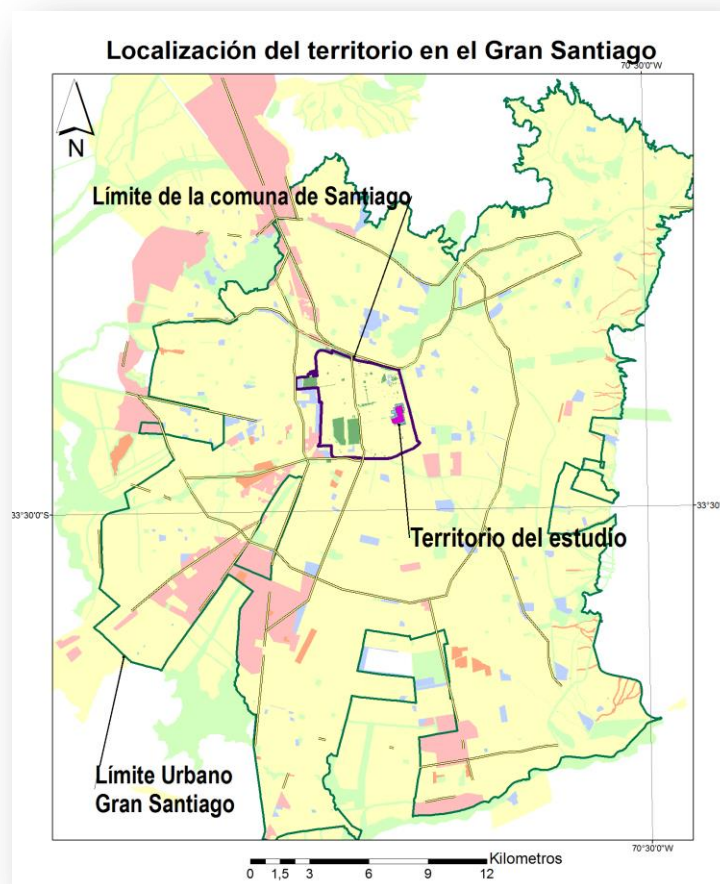 Localización del territorio en el Gran Santiago
70°30'0"W
N
Límite de la comuna de Santiago
33°30'0"S
33°30
Territorio del estudio
Límite Urbano
Gran Santiago
70°30'0"W
Kilometros
0 1,5 3 6 9 12